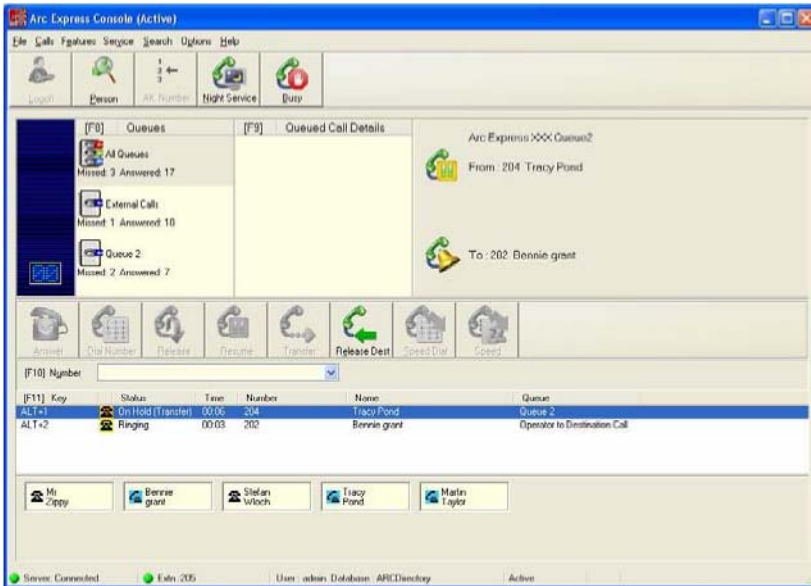 Arc Express Console (Active)
File Calls Features Service Search Options Help
Logoff Person AK Number Night Service Busy
[F8] Queues [F9] Queued Call Details
All Queues
Missed: 3 Answered: 17
External Calls
Missed: 1 Answered: 10
Queue 2
Missed: 2 Answered: 7
00
Arc Express XXX Queue2
From : 204 Tracy Pond
To : 202 Bennie grant
Answer Dial Number Release Resume Transfer Release Dest Speed Dial Speed
[F10] Number
[F11] Key Status Time Number Name Queue
ALT+1 On Hold (Transfer) 00:06 204 Tracy Pond Queue 2
ALT+2 Ringing 00:03 202 Bennie grant Operator to Destination Call
Mr Zippy
Bennie grant
Stefan Wloch
Tracy Pond
Martin Taylor
Server: Connected Extn: 205 User : admin Database : ARCDirectory Active